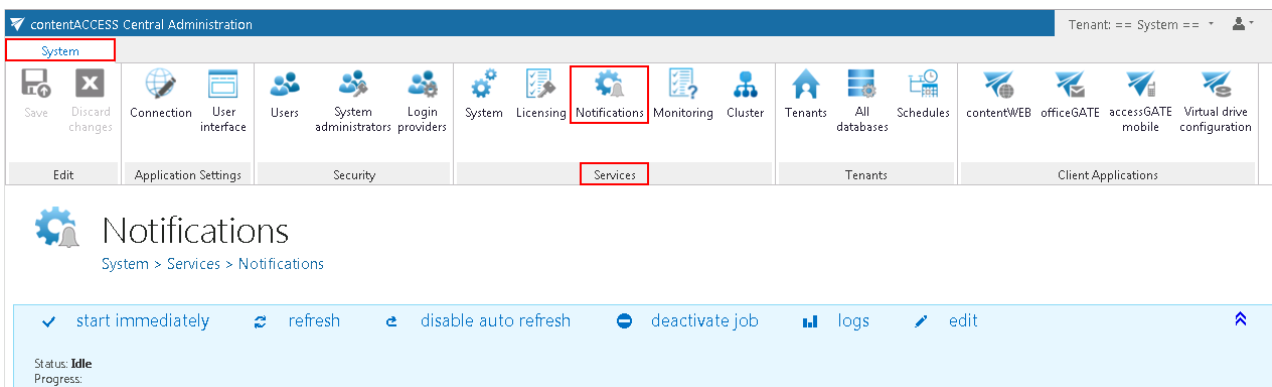 contentACCESS Central Administration
Tenant: == System ==
System
Save
Discard changes
Connection
User interface
Users
System administrators
Login providers
System
Licensing
Notifications
Monitoring
Cluster
Tenants
All databases
Schedules
contentWEB
officeGATE
accessGATE mobile
Virtual drive configuration
Edit
Application Settings
Security
Services
Tenants
Client Applications
Notifications
System > Services > Notifications
start immediately refresh disable auto refresh deactivate job logs edit
Status: Idle
Progress: